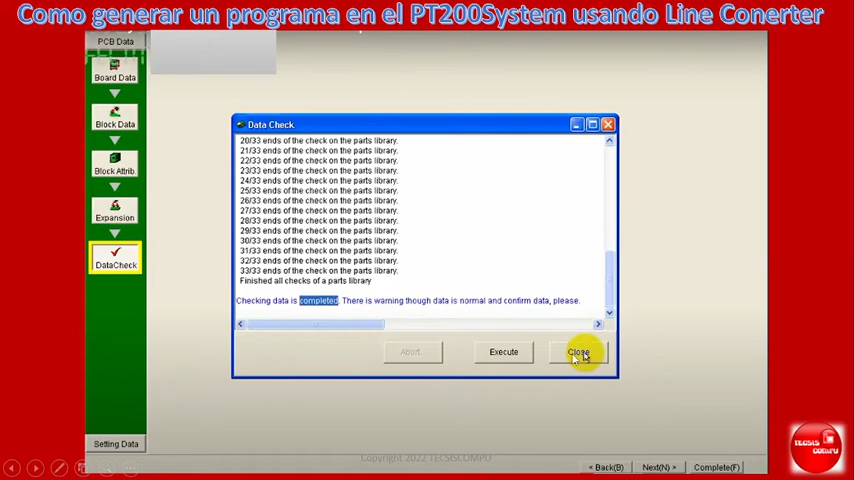 Como generar un programa en el PT200System usando Line Conerter
PCB Data
Board Data
Block Data
Block Attrib.
Expansion
DataCheck
Setting Data
Data Check
20/33 ends of the check on the parts library.
21/33 ends of the check on the parts library.
22/33 ends of the check on the parts library.
23/33 ends of the check on the parts library.
24/33 ends of the check on the parts library.
25/33 ends of the check on the parts library.
26/33 ends of the check on the parts library.
27/33 ends of the check on the parts library.
28/33 ends of the check on the parts library.
29/33 ends of the check on the parts library.
30/33 ends of the check on the parts library.
31/33 ends of the check on the parts library.
32/33 ends of the check on the parts library.
33/33 ends of the check on the parts library.
Finished all checks of a parts library
Checking data is completed. There is warning though data is normal and confirm data, please.
Abort
Execute
Close
Copyright 2022 TECSISCOMPU
< Back(B) Next(N) > Complete(F)
TECSIS
COMPU